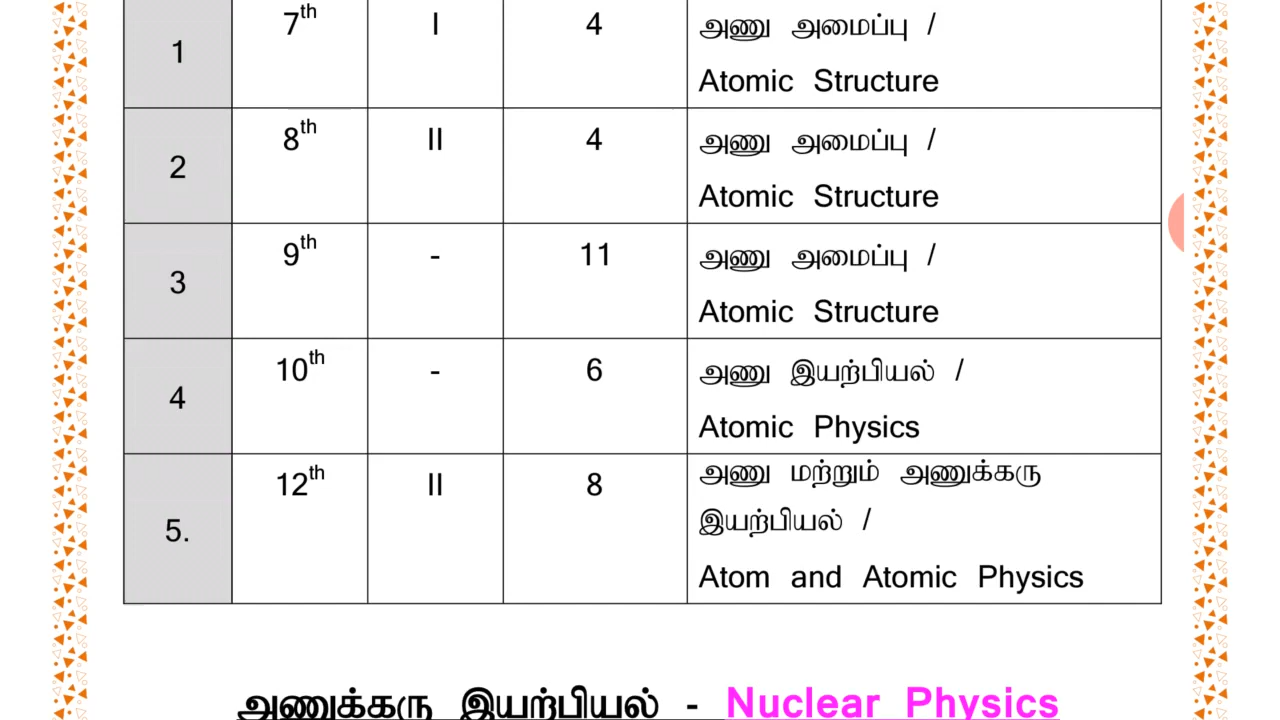 1 7th I 4 அணு அமைப்பு /
Atomic Structure
2 8th II 4 அணு அமைப்பு /
Atomic Structure
3 9th - 11 அணு அமைப்பு /
Atomic Structure
4 10th - 6 அணு இயற்பியல் /
Atomic Physics
5. 12th II 8 அணு மற்றும் அணுக்கரு
இயற்பியல் /
Atom and Atomic Physics
அணுக்கரு இயற்பியல் - Nuclear Physics